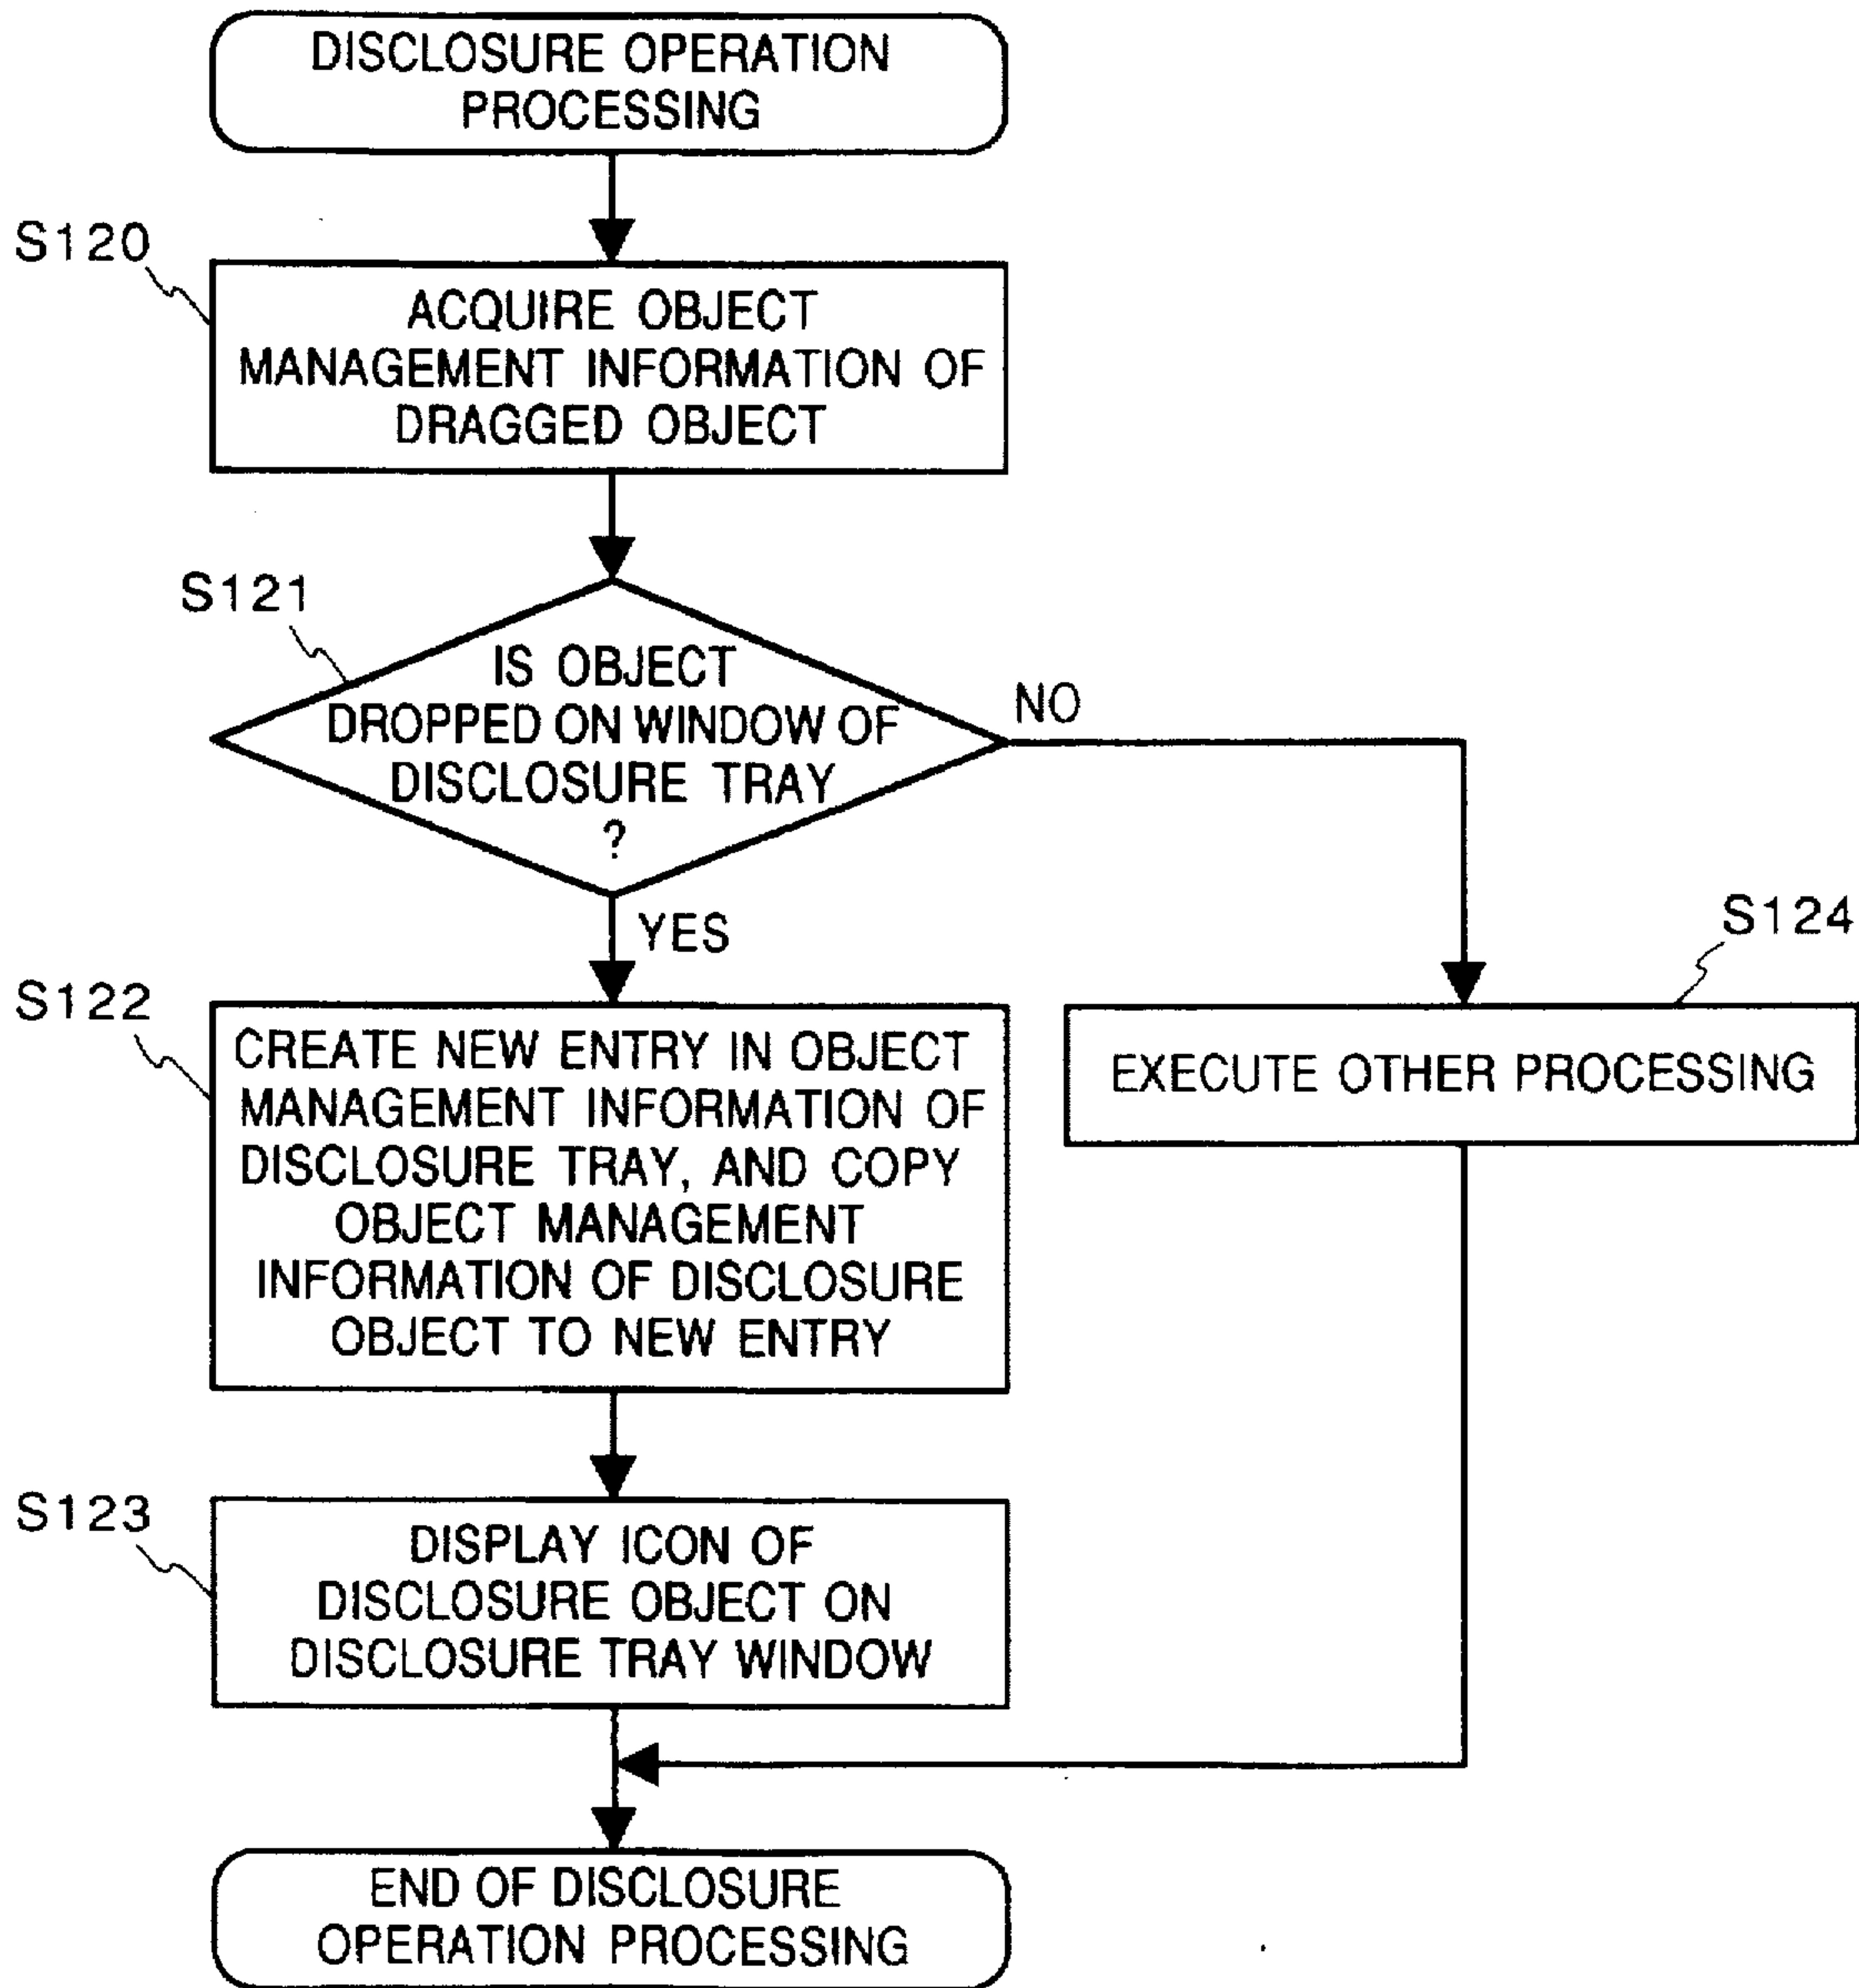 DISCLOSURE OPERATION
PROCESSING
S120
ACQUIRE OBJECT
MANAGEMENT INFORMATION OF
DRAGGED OBJECT
S121
IS OBJECT
DROPPED ON WINDOW OF
DISCLOSURE TRAY
?
NO
YES
S122
CREATE NEW ENTRY IN OBJECT
MANAGEMENT INFORMATION OF
DISCLOSURE TRAY, AND COPY
OBJECT MANAGEMENT
INFORMATION OF DISCLOSURE
OBJECT TO NEW ENTRY
S124
EXECUTE OTHER PROCESSING
S123
DISPLAY ICON OF
DISCLOSURE OBJECT ON
DISCLOSURE TRAY WINDOW
END OF DISCLOSURE
OPERATION PROCESSING